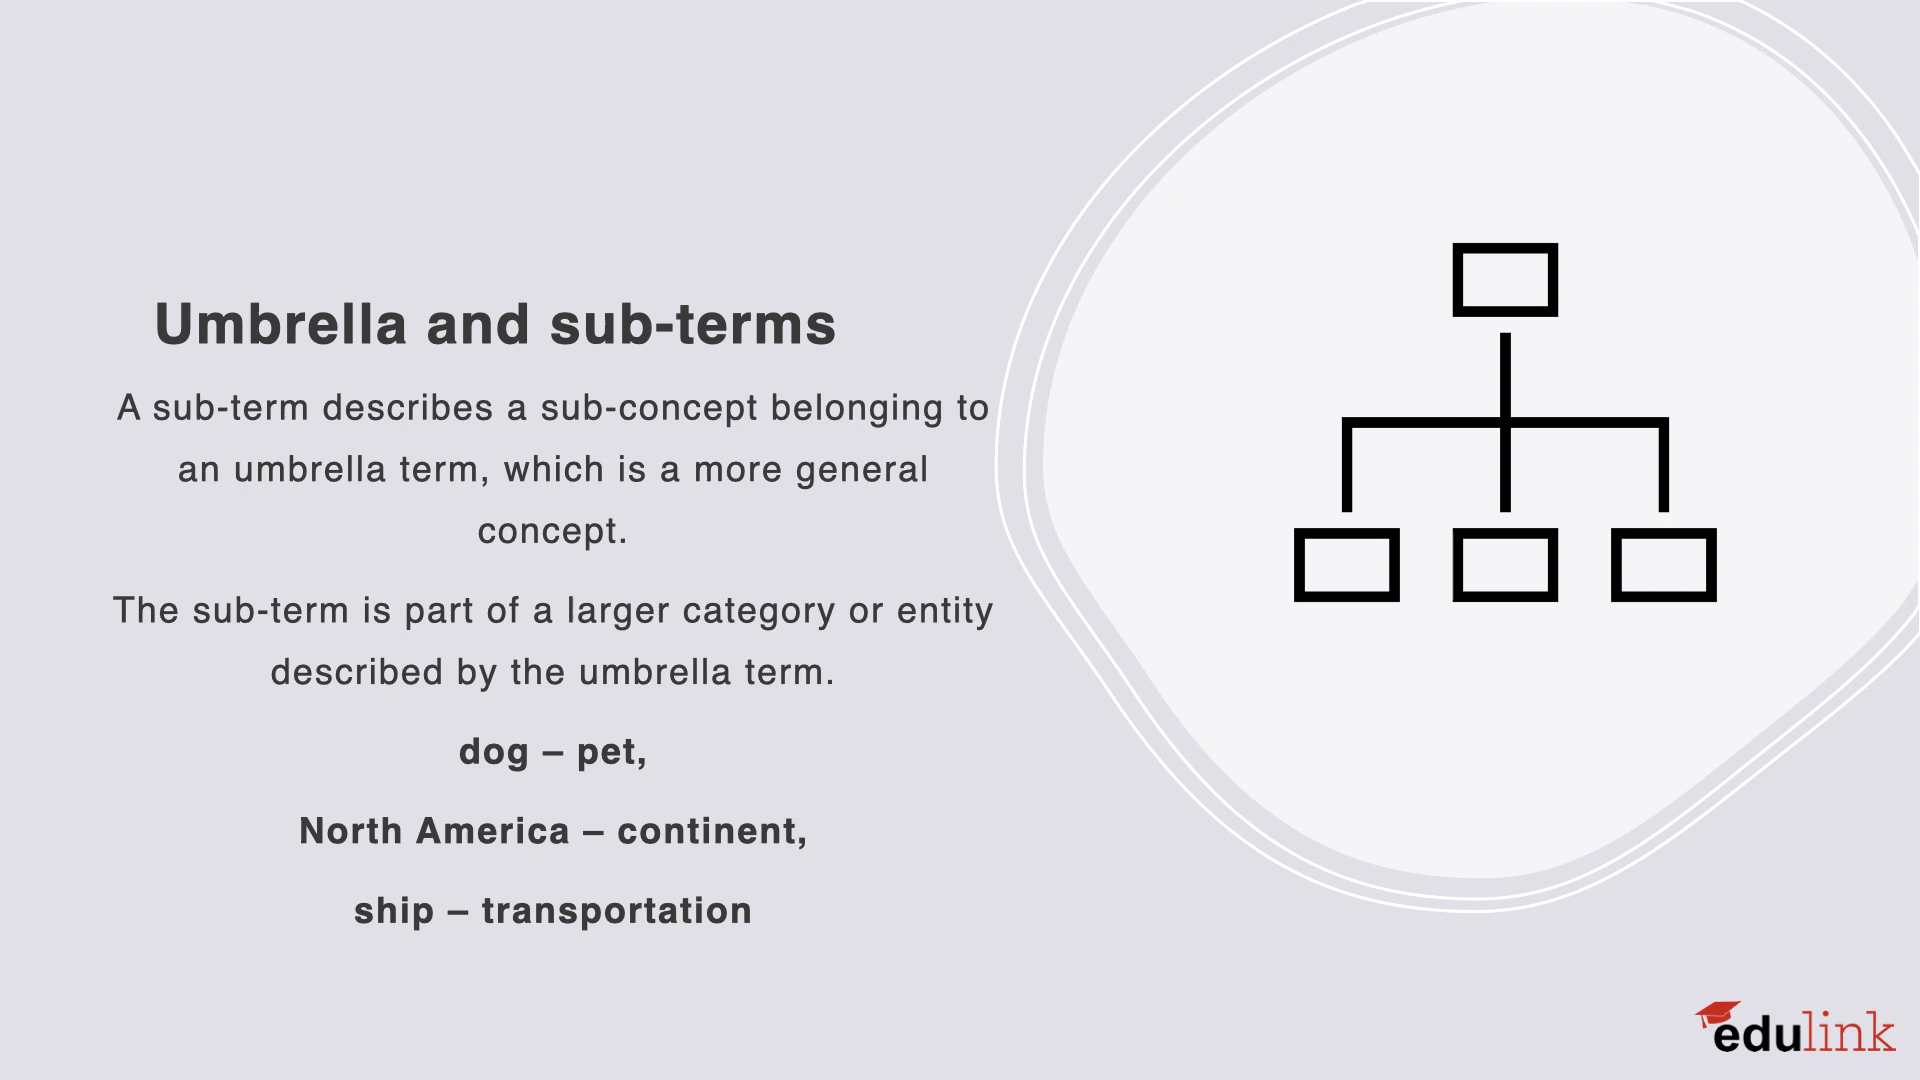 Umbrella and sub-terms
A sub-term describes a sub-concept belonging to
an umbrella term, which is a more general
concept.
The sub-term is part of a larger category or entity
described by the umbrella term.
dog – pet,
North America – continent,
ship – transportation
edulink